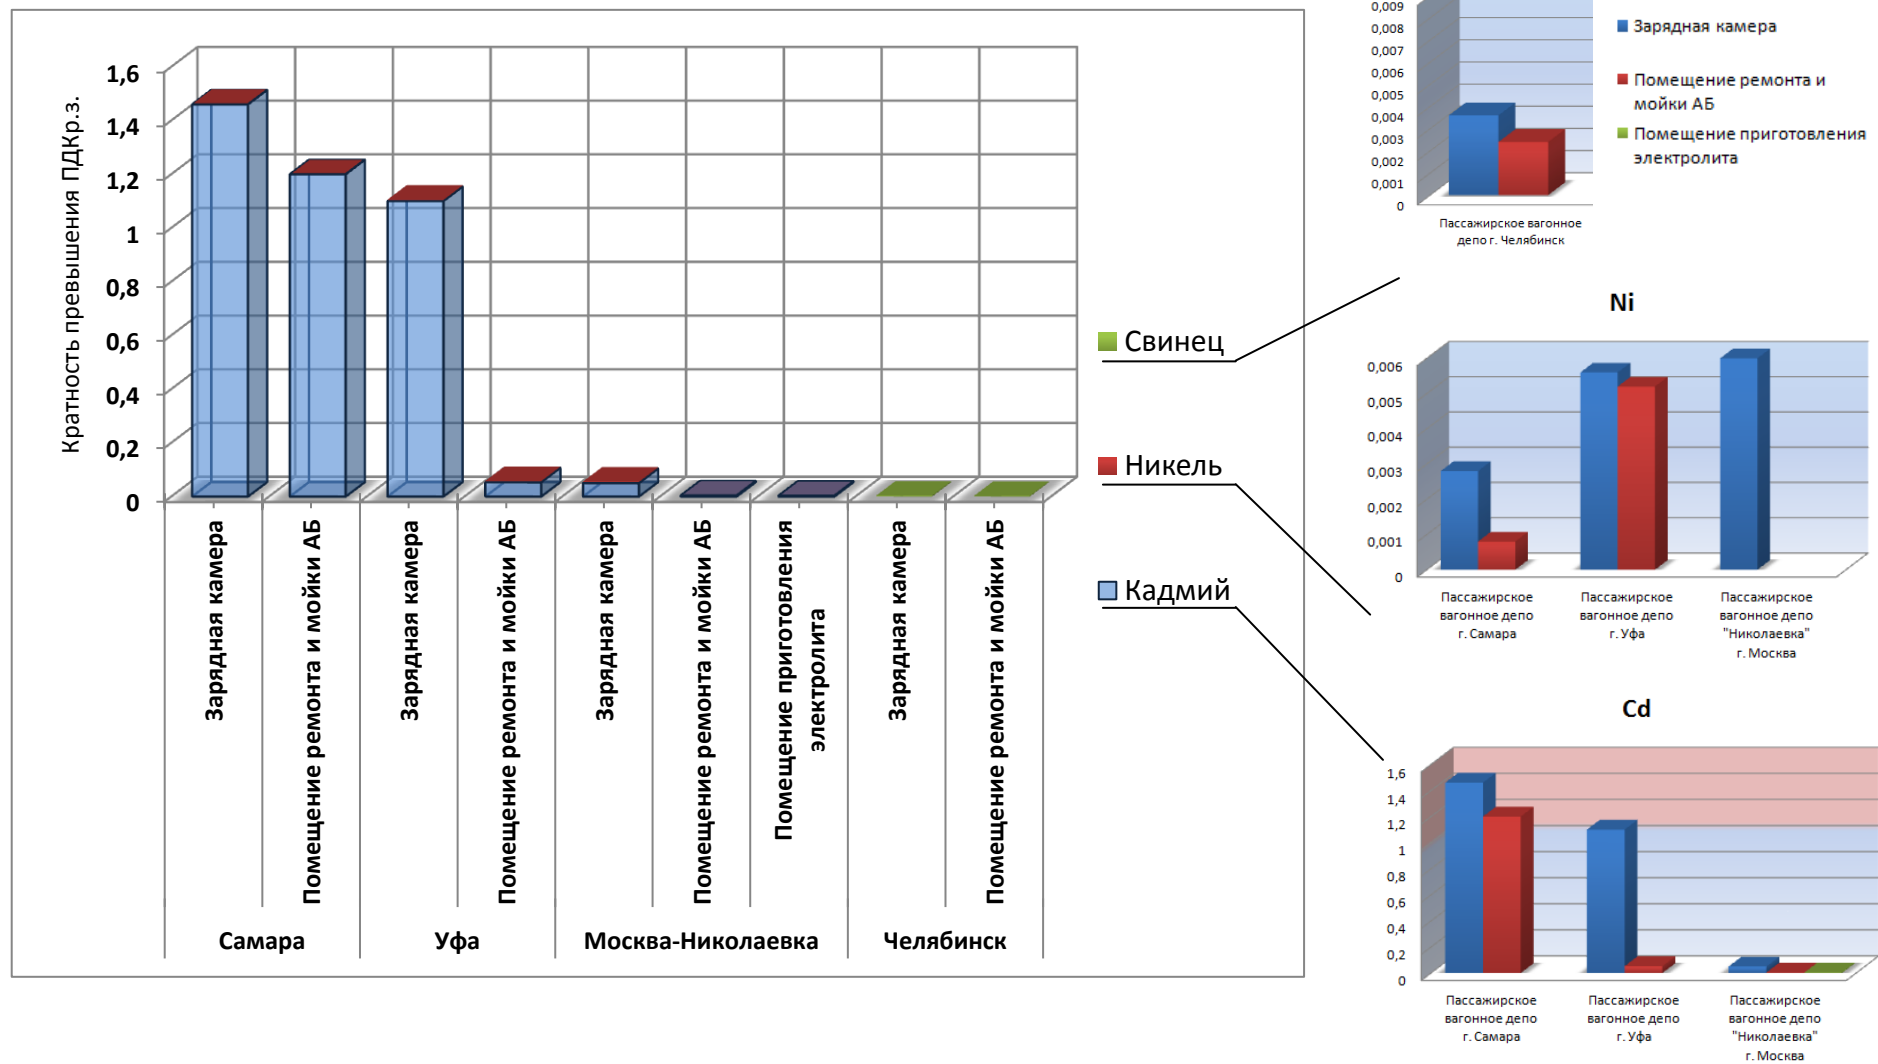 Кратность превышения ПДКр.з.
1,6
1,4
1,2
1
0,8
0,6
0,4
0,2
0
Зарядная камера
Помещение ремонта и мойки АБ
Зарядная камера
Помещение ремонта и мойки АБ
Зарядная камера
Помещение ремонта и мойки АБ
Помещение приготовления
электролита
Зарядная камера
Помещение ремонта и мойки АБ
Самара
Уфа
Москва-Николаевка
Челябинск
Свинец
Никель
Кадмий
0,009
0,008
0,007
0,006
0,005
0,004
0,003
0,002
0,001
0
Пассажирское вагонное
депо г. Челябинск
Зарядная камера
Помещение ремонта и
мойки АБ
Помещение приготовления
электролита
Ni
0,006
0,005
0,004
0,003
0,002
0,001
0
Пассажирское
вагонное депо
г. Самара
Пассажирское
вагонное депо
г. Уфа
Пассажирское
вагонное депо
"Николаевка"
г. Москва
Cd
1,6
1,4
1,2
1
0,8
0,6
0,4
0,2
0
Пассажирское
вагонное депо
г. Самара
Пассажирское
вагонное депо
г. Уфа
Пассажирское
вагонное депо
"Николаевка"
г. Москва